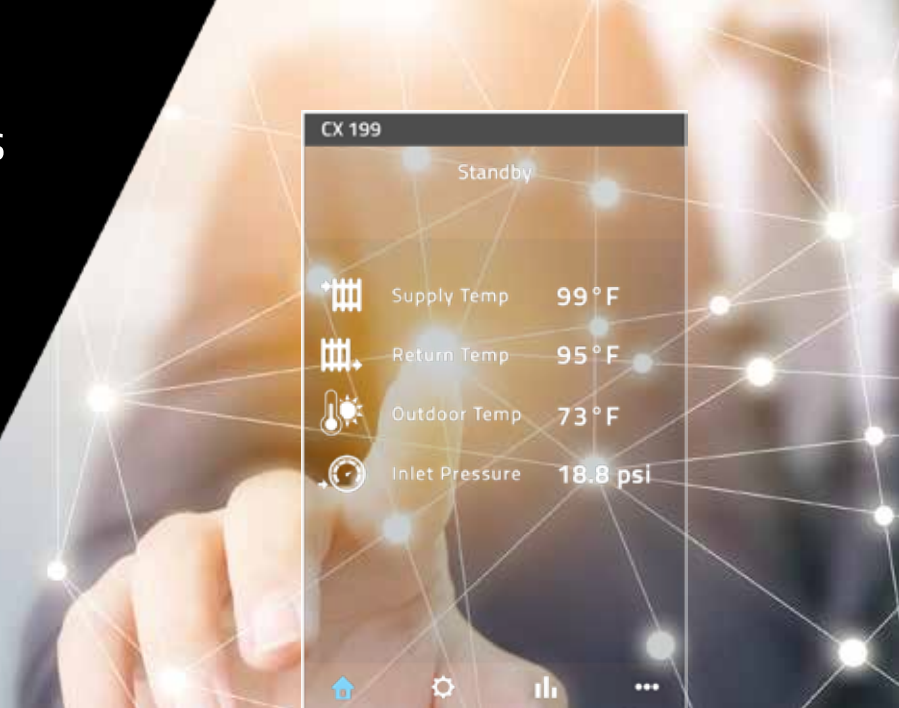 s
CX 199
Standby
Supply Temp 99°F
Return Temp 95°F
Outdoor Temp 73°F
Inlet Pressure 18.8 psi